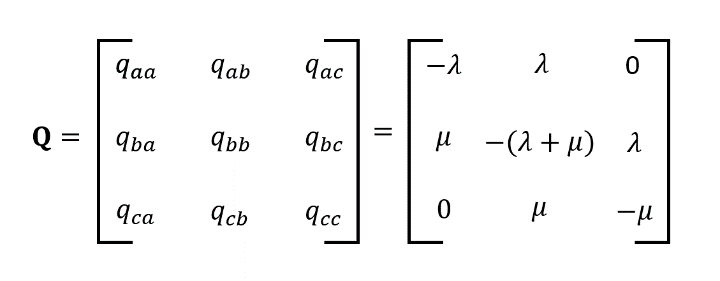 q_aa q_ab q_ac −λ λ 0
Q = q_ba q_bb q_bc = μ −(λ + μ) λ
q_ca q_cb q_cc 0 μ −μ